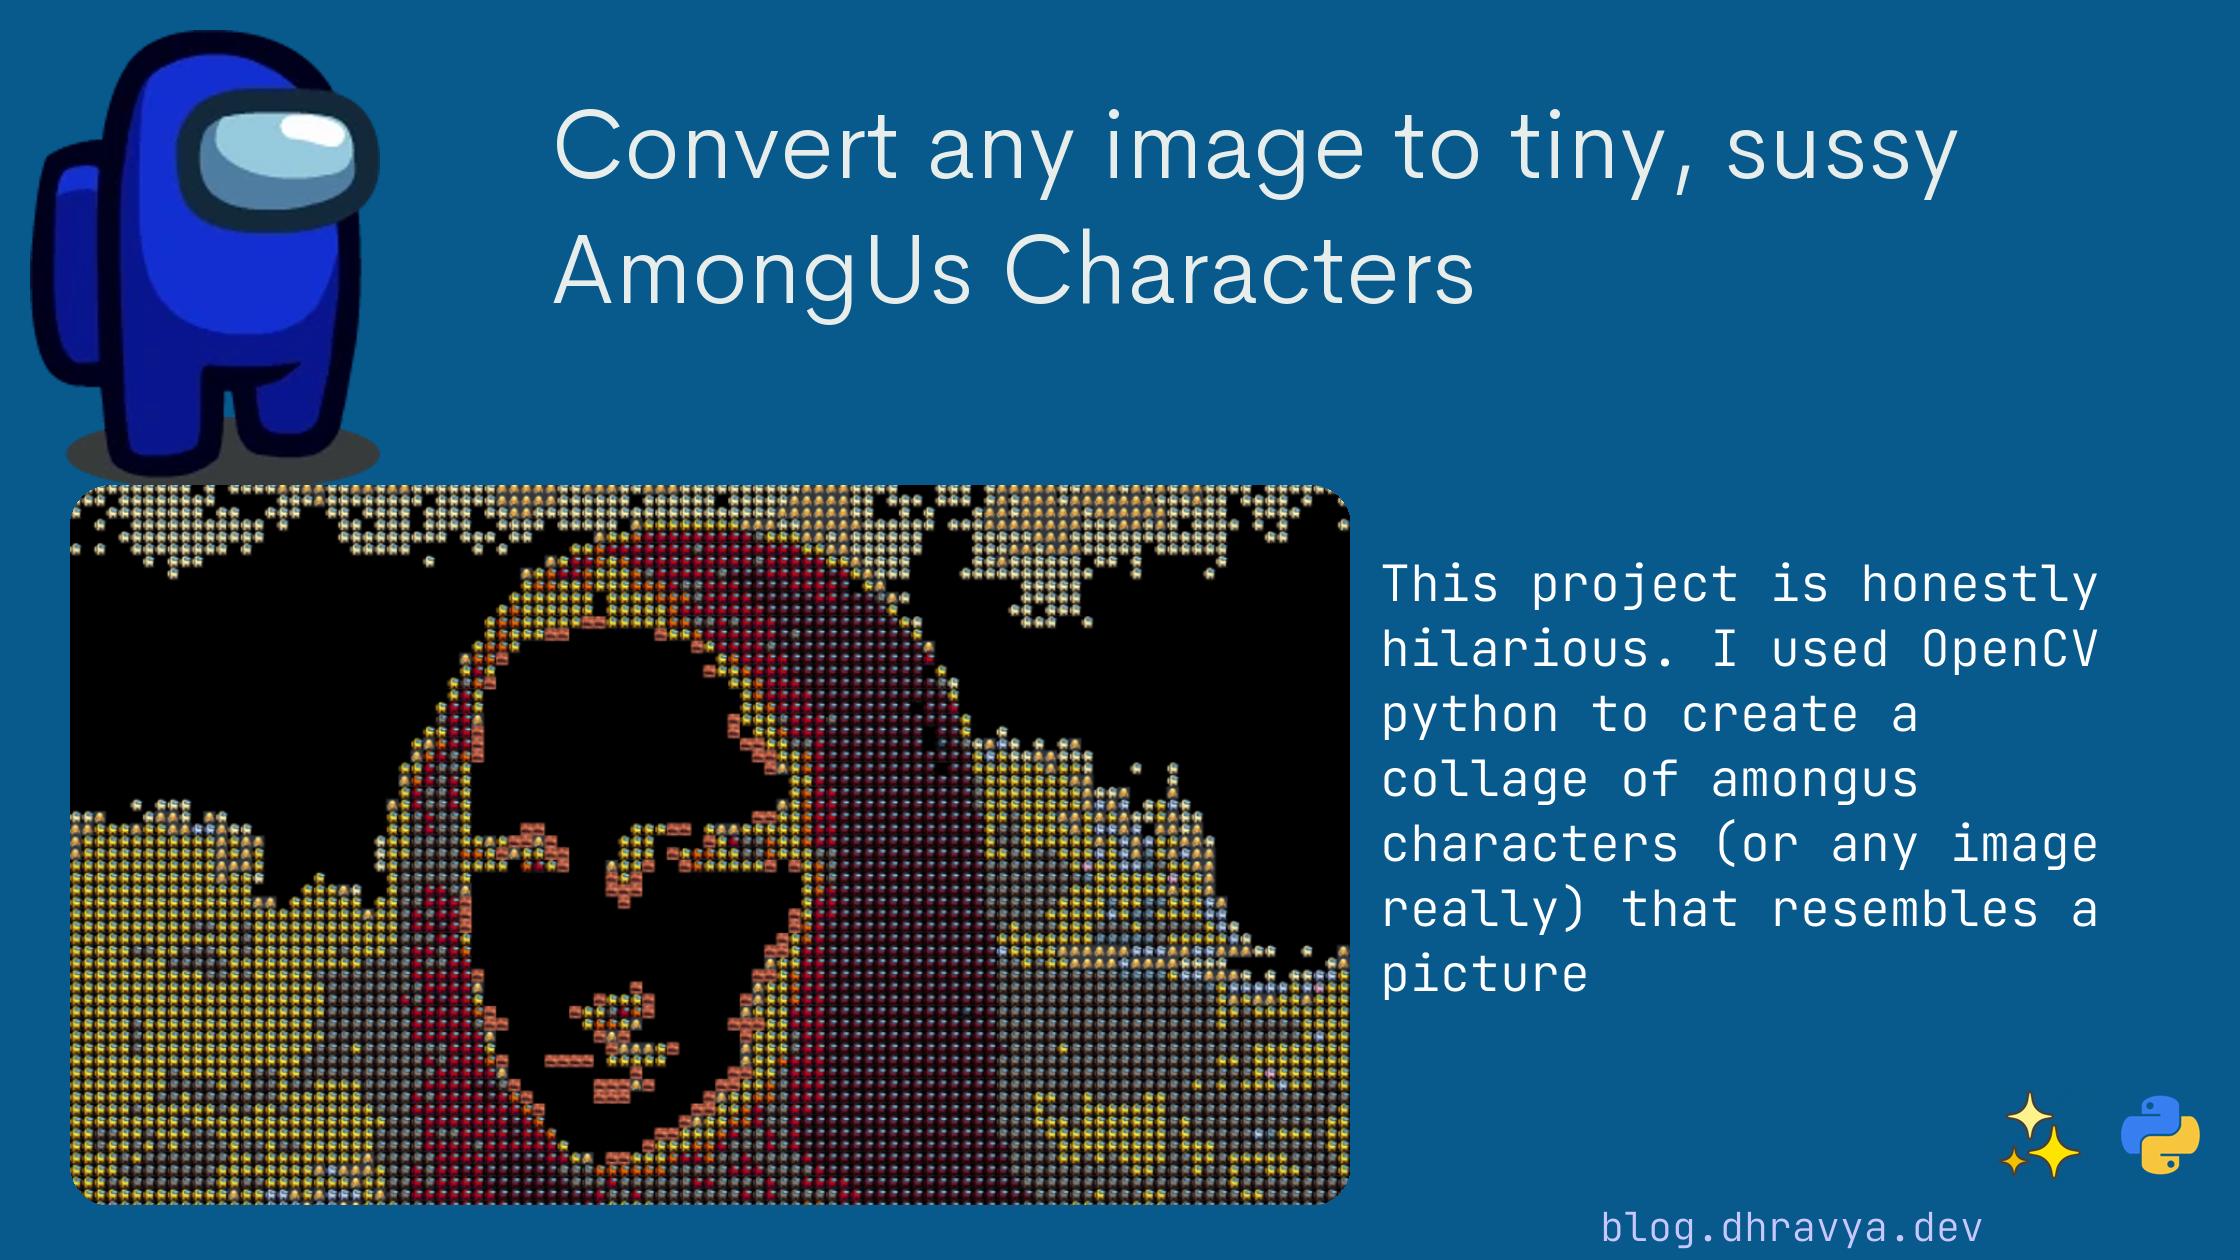 Convert any image to tiny, sussy
AmongUs Characters
This project is honestly
hilarious. I used OpenCV
python to create a
collage of amongus
characters (or any image
really) that resembles a
picture
blog.dhravya.dev